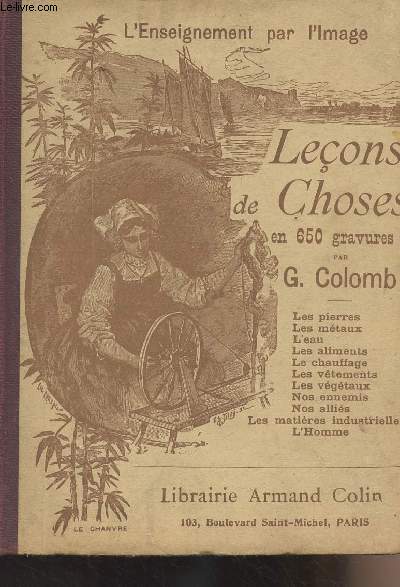 Le-livre.com
L'Enseignement par l'Image
Leçons
de Choses
en 650 gravures
PAR
G. Colomb
Les pierres
Les métaux
L'eau
Les aliments
Le chauffage
Les vêtements
Les végétaux
Nos ennemis
Nos alliés
Les matières industrielle
L'Homme
Librairie Armand Colin
103, Boulevard Saint-Michel, PARIS
LE CHANVRE